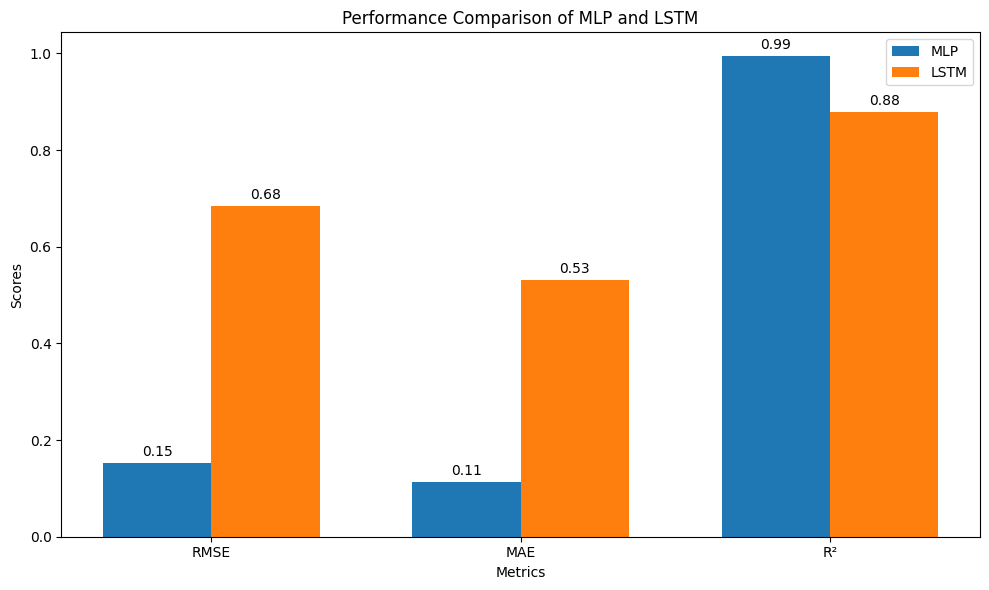 Performance Comparison of MLP and LSTM
MLP
LSTM
0.99
0.88
0.68
0.53
0.15
0.11
1.0
0.8
0.6
0.4
0.2
0.0
Scores
RMSE
MAE
R²
Metrics